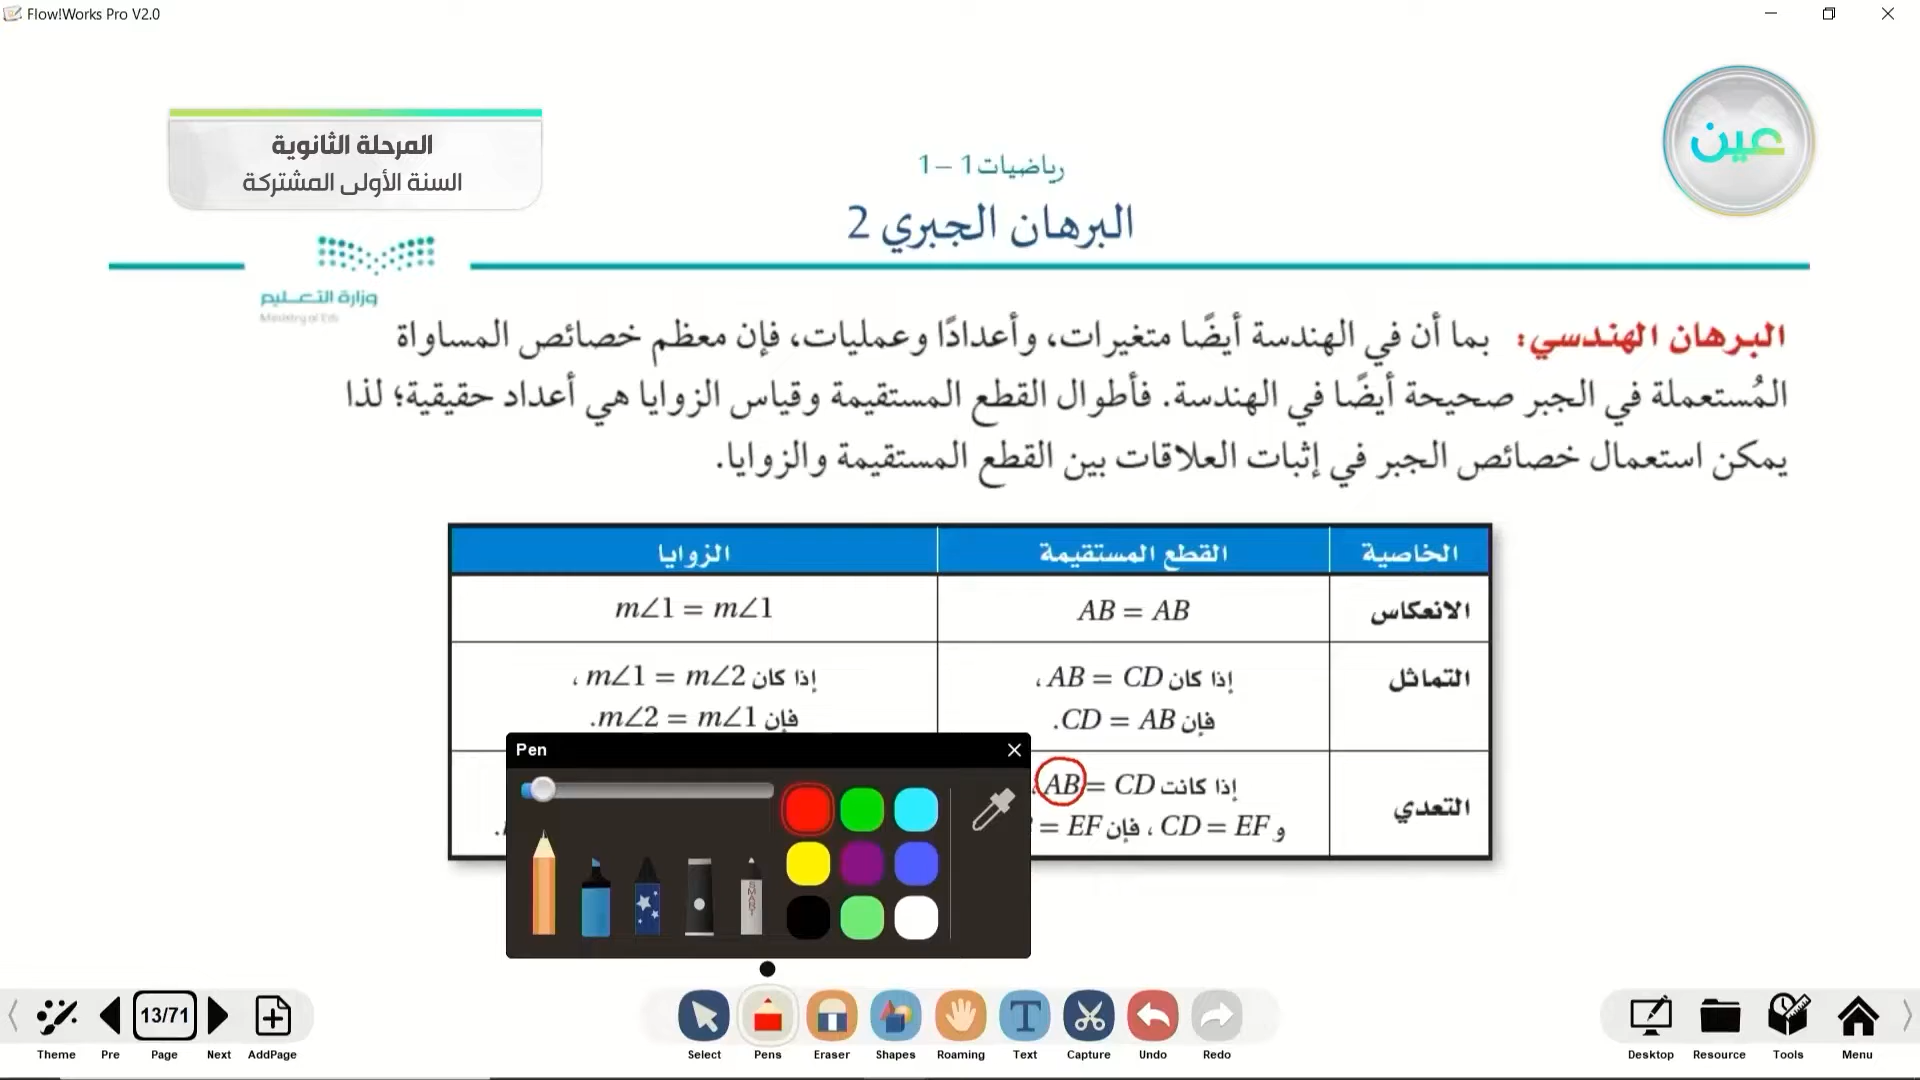 Flow!Works Pro V2.0
عين
المرحلة الثانوية
السنة الأولى المشتركة
رياضيات 1 – 1
البرهان الجبري 2
وزارة التعـــليم
البرهان الهندسي: بما أن في الهندسة أيضًا متغيرات، وأعدادًا وعمليات، فإن معظم خصائص المساواة
المُستعملة في الجبر صحيحة أيضًا في الهندسة. فأطوال القطع المستقيمة وقياس الزوايا هي أعداد حقيقية؛ لذا
يمكن استعمال خصائص الجبر في إثبات العلاقات بين القطع المستقيمة والزوايا.
الخاصية القطع المستقيمة الزوايا
الانعكاس AB = AB m∠1 = m∠1
التماثل إذا كان AB = CD ، إذا كان m∠1 = m∠2 ،
فإن CD = AB. فإن m∠2 = m∠1.
التعدي إذا كانت AB = CD
و CD = EF ، فإن = EF
Pen
SMART
13/71
Theme Pre Page Next AddPage
Select Pens Eraser Shapes Roaming Text Capture Undo Redo
Desktop Resource Tools Menu